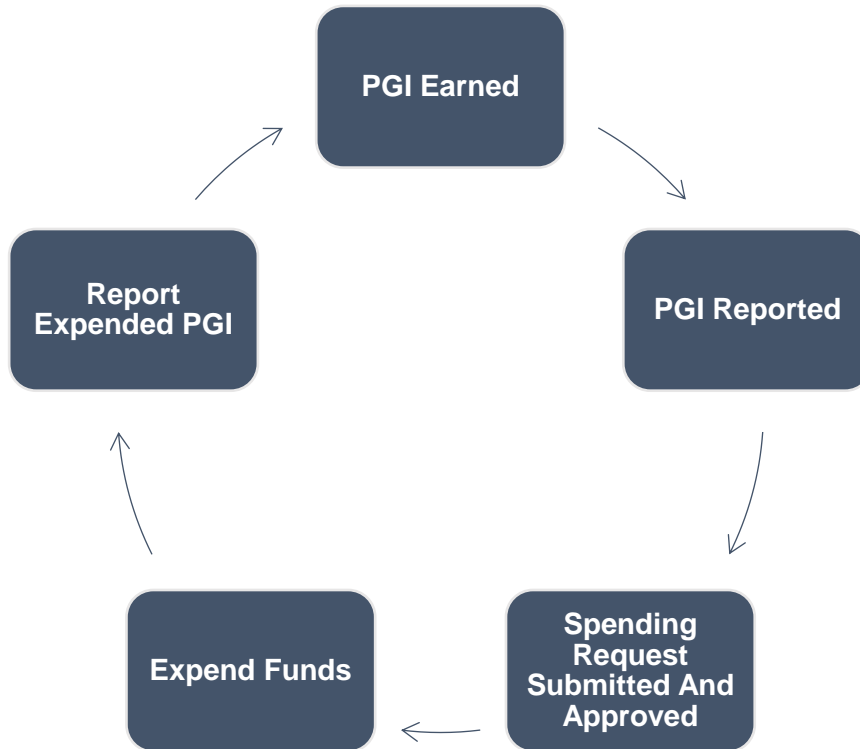 PGI Earned
PGI Reported
Spending
Request
Submitted And
Approved
Expend Funds
Report
Expended PGI